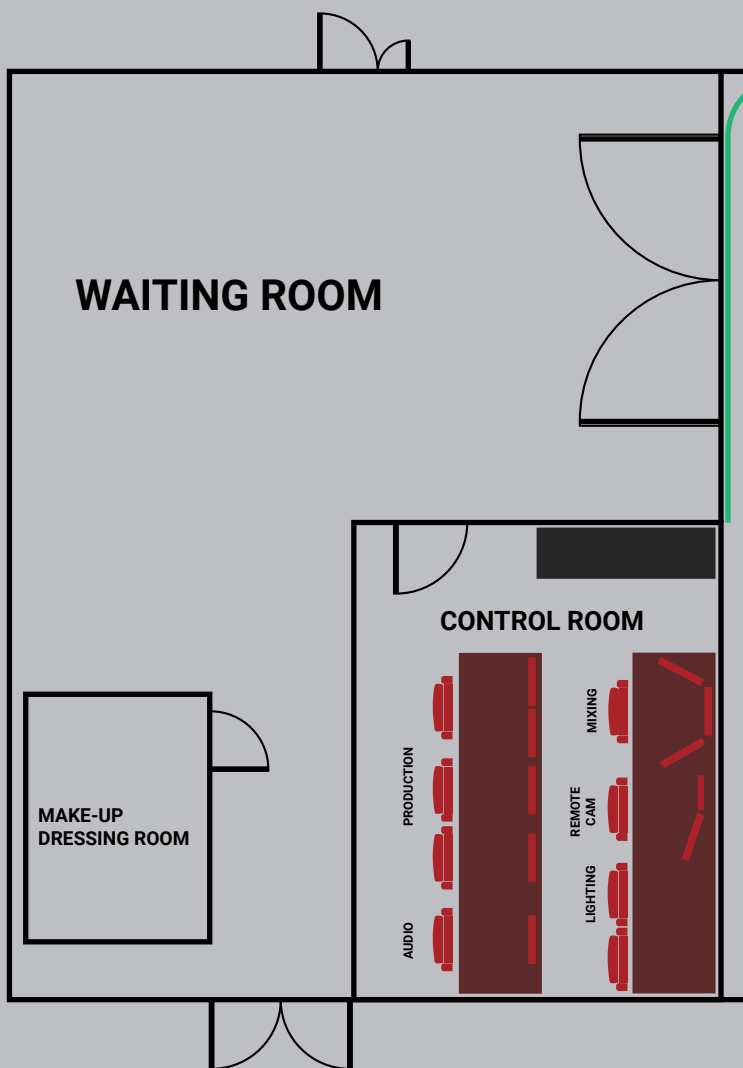 WAITING ROOM
CONTROL ROOM
MIXING
PRODUCTION
REMOTE
CAM
MAKE-UP
DRESSING ROOM
LIGHTING
AUDIO